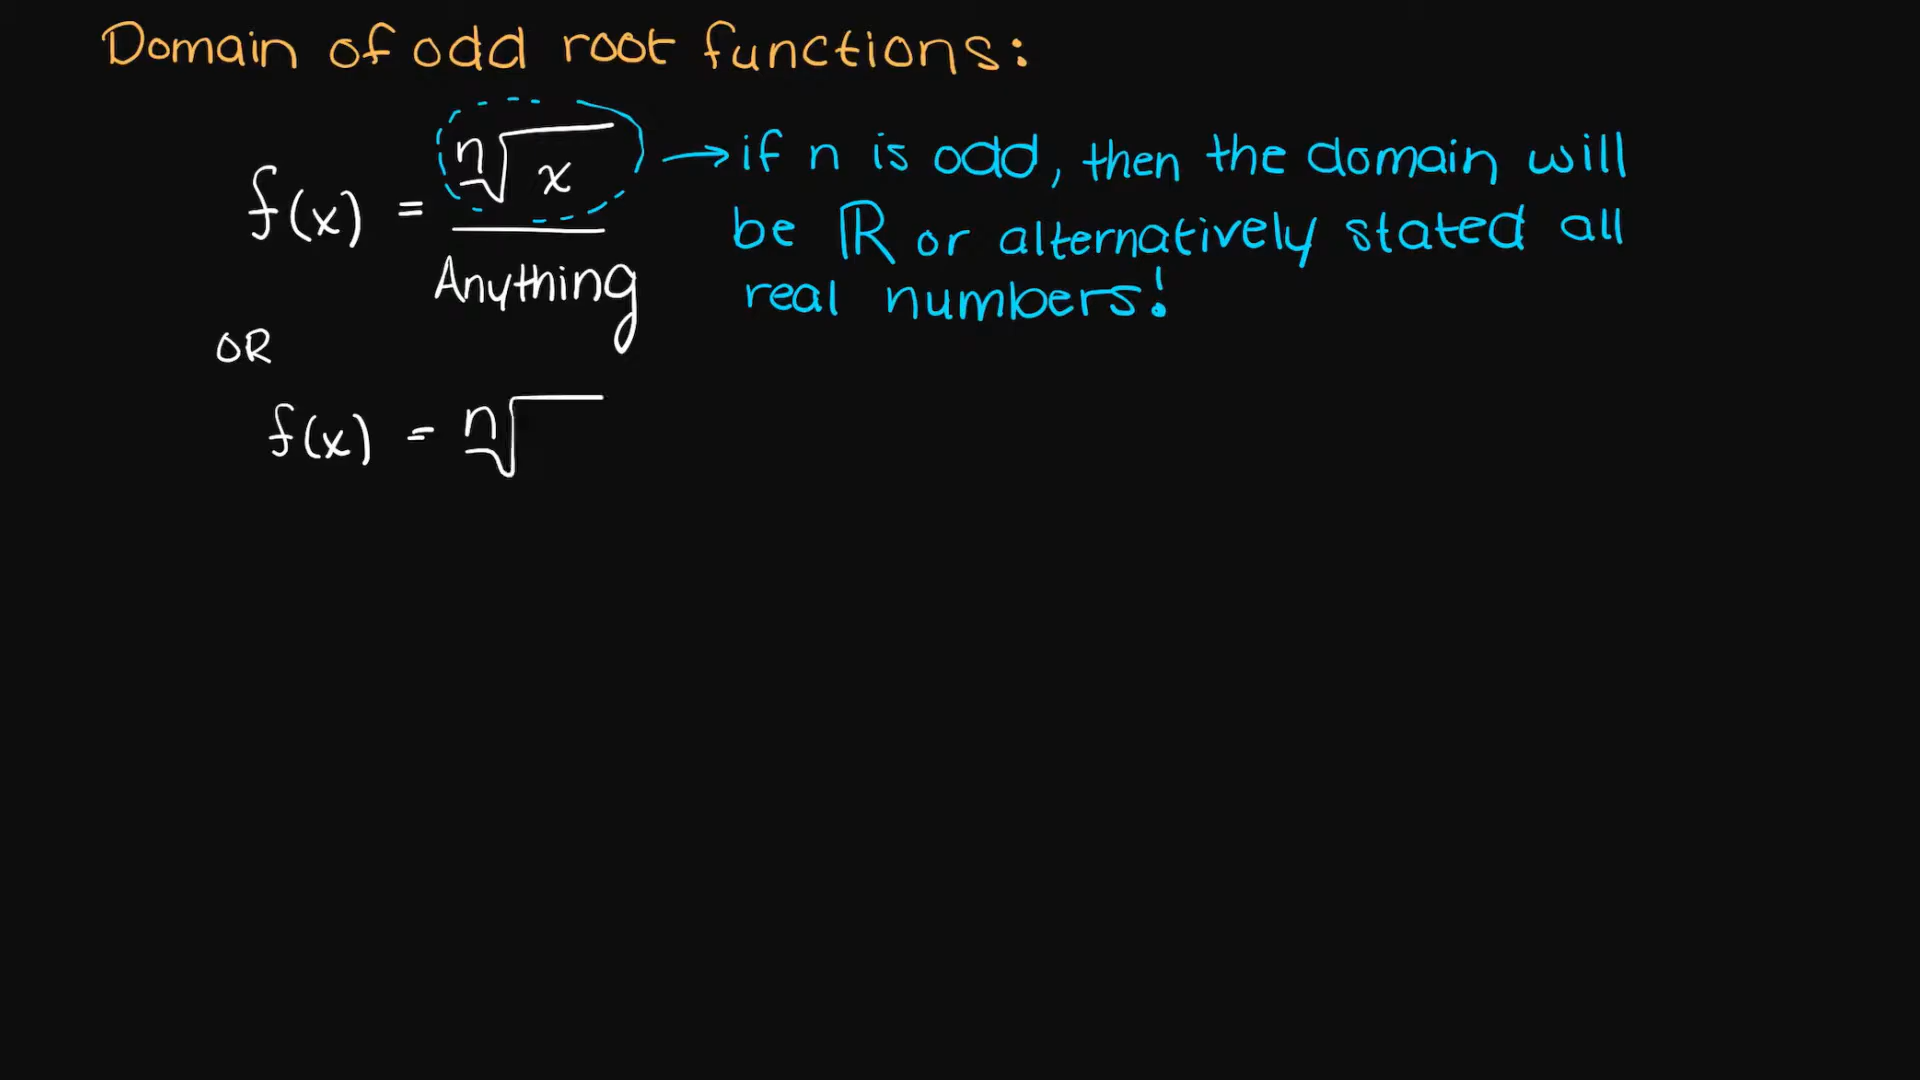 Domain of odd root functions:
f(x) = ⁿ√x / Anything
→ if n is odd, then the domain will
be ℝ or alternatively stated all
real numbers!
OR
f(x) = ⁿ√